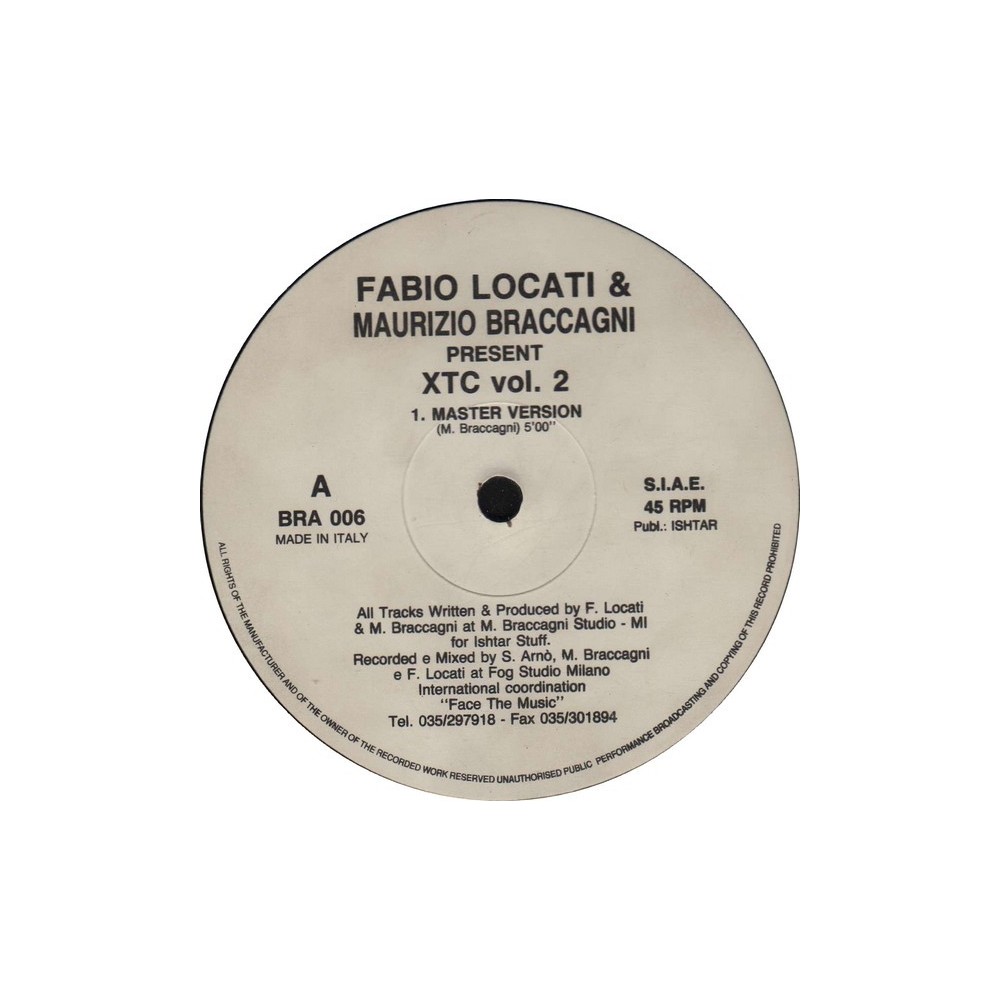 FABIO LOCATI &
MAURIZIO BRACCAGNI
PRESENT
XTC vol. 2
1. MASTER VERSION
(M. Braccagni) 5'00''
A
BRA 006
MADE IN ITALY
S.I.A.E.
45 RPM
Publ.: ISHTAR
All Tracks Written & Produced by F. Locati
& M. Braccagni at M. Braccagni Studio - MI
for Ishtar Stuff.
Recorded e Mixed by S. Arnò, M. Braccagni
e F. Locati at Fog Studio Milano
International coordination
''Face The Music''
Tel. 035/297918 - Fax 035/301894
ALL RIGHTS OF THE MANUFACTURER AND OF THE OWNER OF THE RECORDED WORK RESERVED UNAUTHORISED PUBLIC PERFORMANCE BROADCASTING AND COPYING OF THIS RECORD PROHIBITED